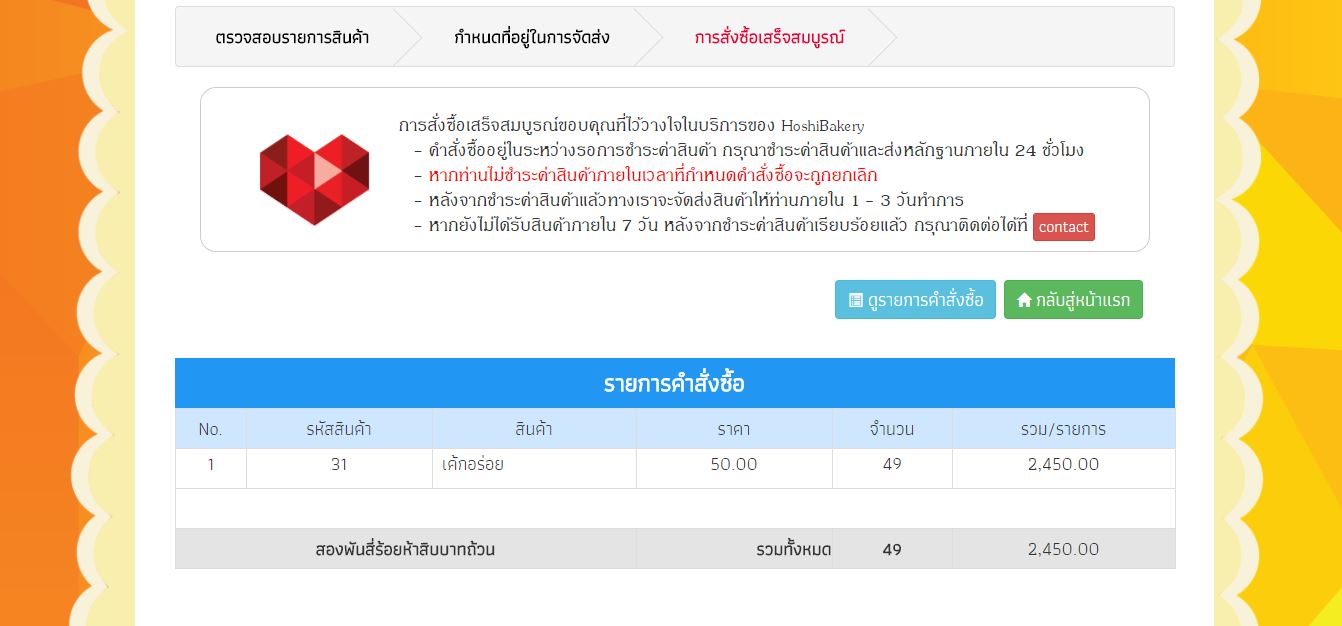 ตรวจสอบรายการสินค้า กำหนดที่อยู่ในการจัดส่ง การสั่งซื้อเสร็จสมบูรณ์
การสั่งซื้อเสร็จสมบูรณ์ขอบคุณที่ไว้วางใจในบริการของ HoshiBakery
- คำสั่งซื้ออยู่ในระหว่างรอการชำระค่าสินค้า กรุณาชำระค่าสินค้าและส่งหลักฐานภายใน 24 ชั่วโมง
- หากท่านไม่ชำระค่าสินค้าภายในเวลาที่กำหนดคำสั่งซื้อจะถูกยกเลิก
- หลังจากชำระค่าสินค้าแล้วทางเราจะจัดส่งสินค้าให้ท่านภายใน 1 - 3 วันทำการ
- หากยังไม่ได้รับสินค้าภายใน 7 วัน หลังจากชำระค่าสินค้าเรียบร้อยแล้ว กรุณาติดต่อได้ที่ contact
ดูรายการคำสั่งซื้อ กลับสู่หน้าแรก
รายการคำสั่งซื้อ
No. รหัสสินค้า สินค้า ราคา จำนวน รวม/รายการ
1 31 เค้กอร่อย 50.00 49 2,450.00
สองพันสี่ร้อยห้าสิบบาทถ้วน รวมทั้งหมด 49 2,450.00